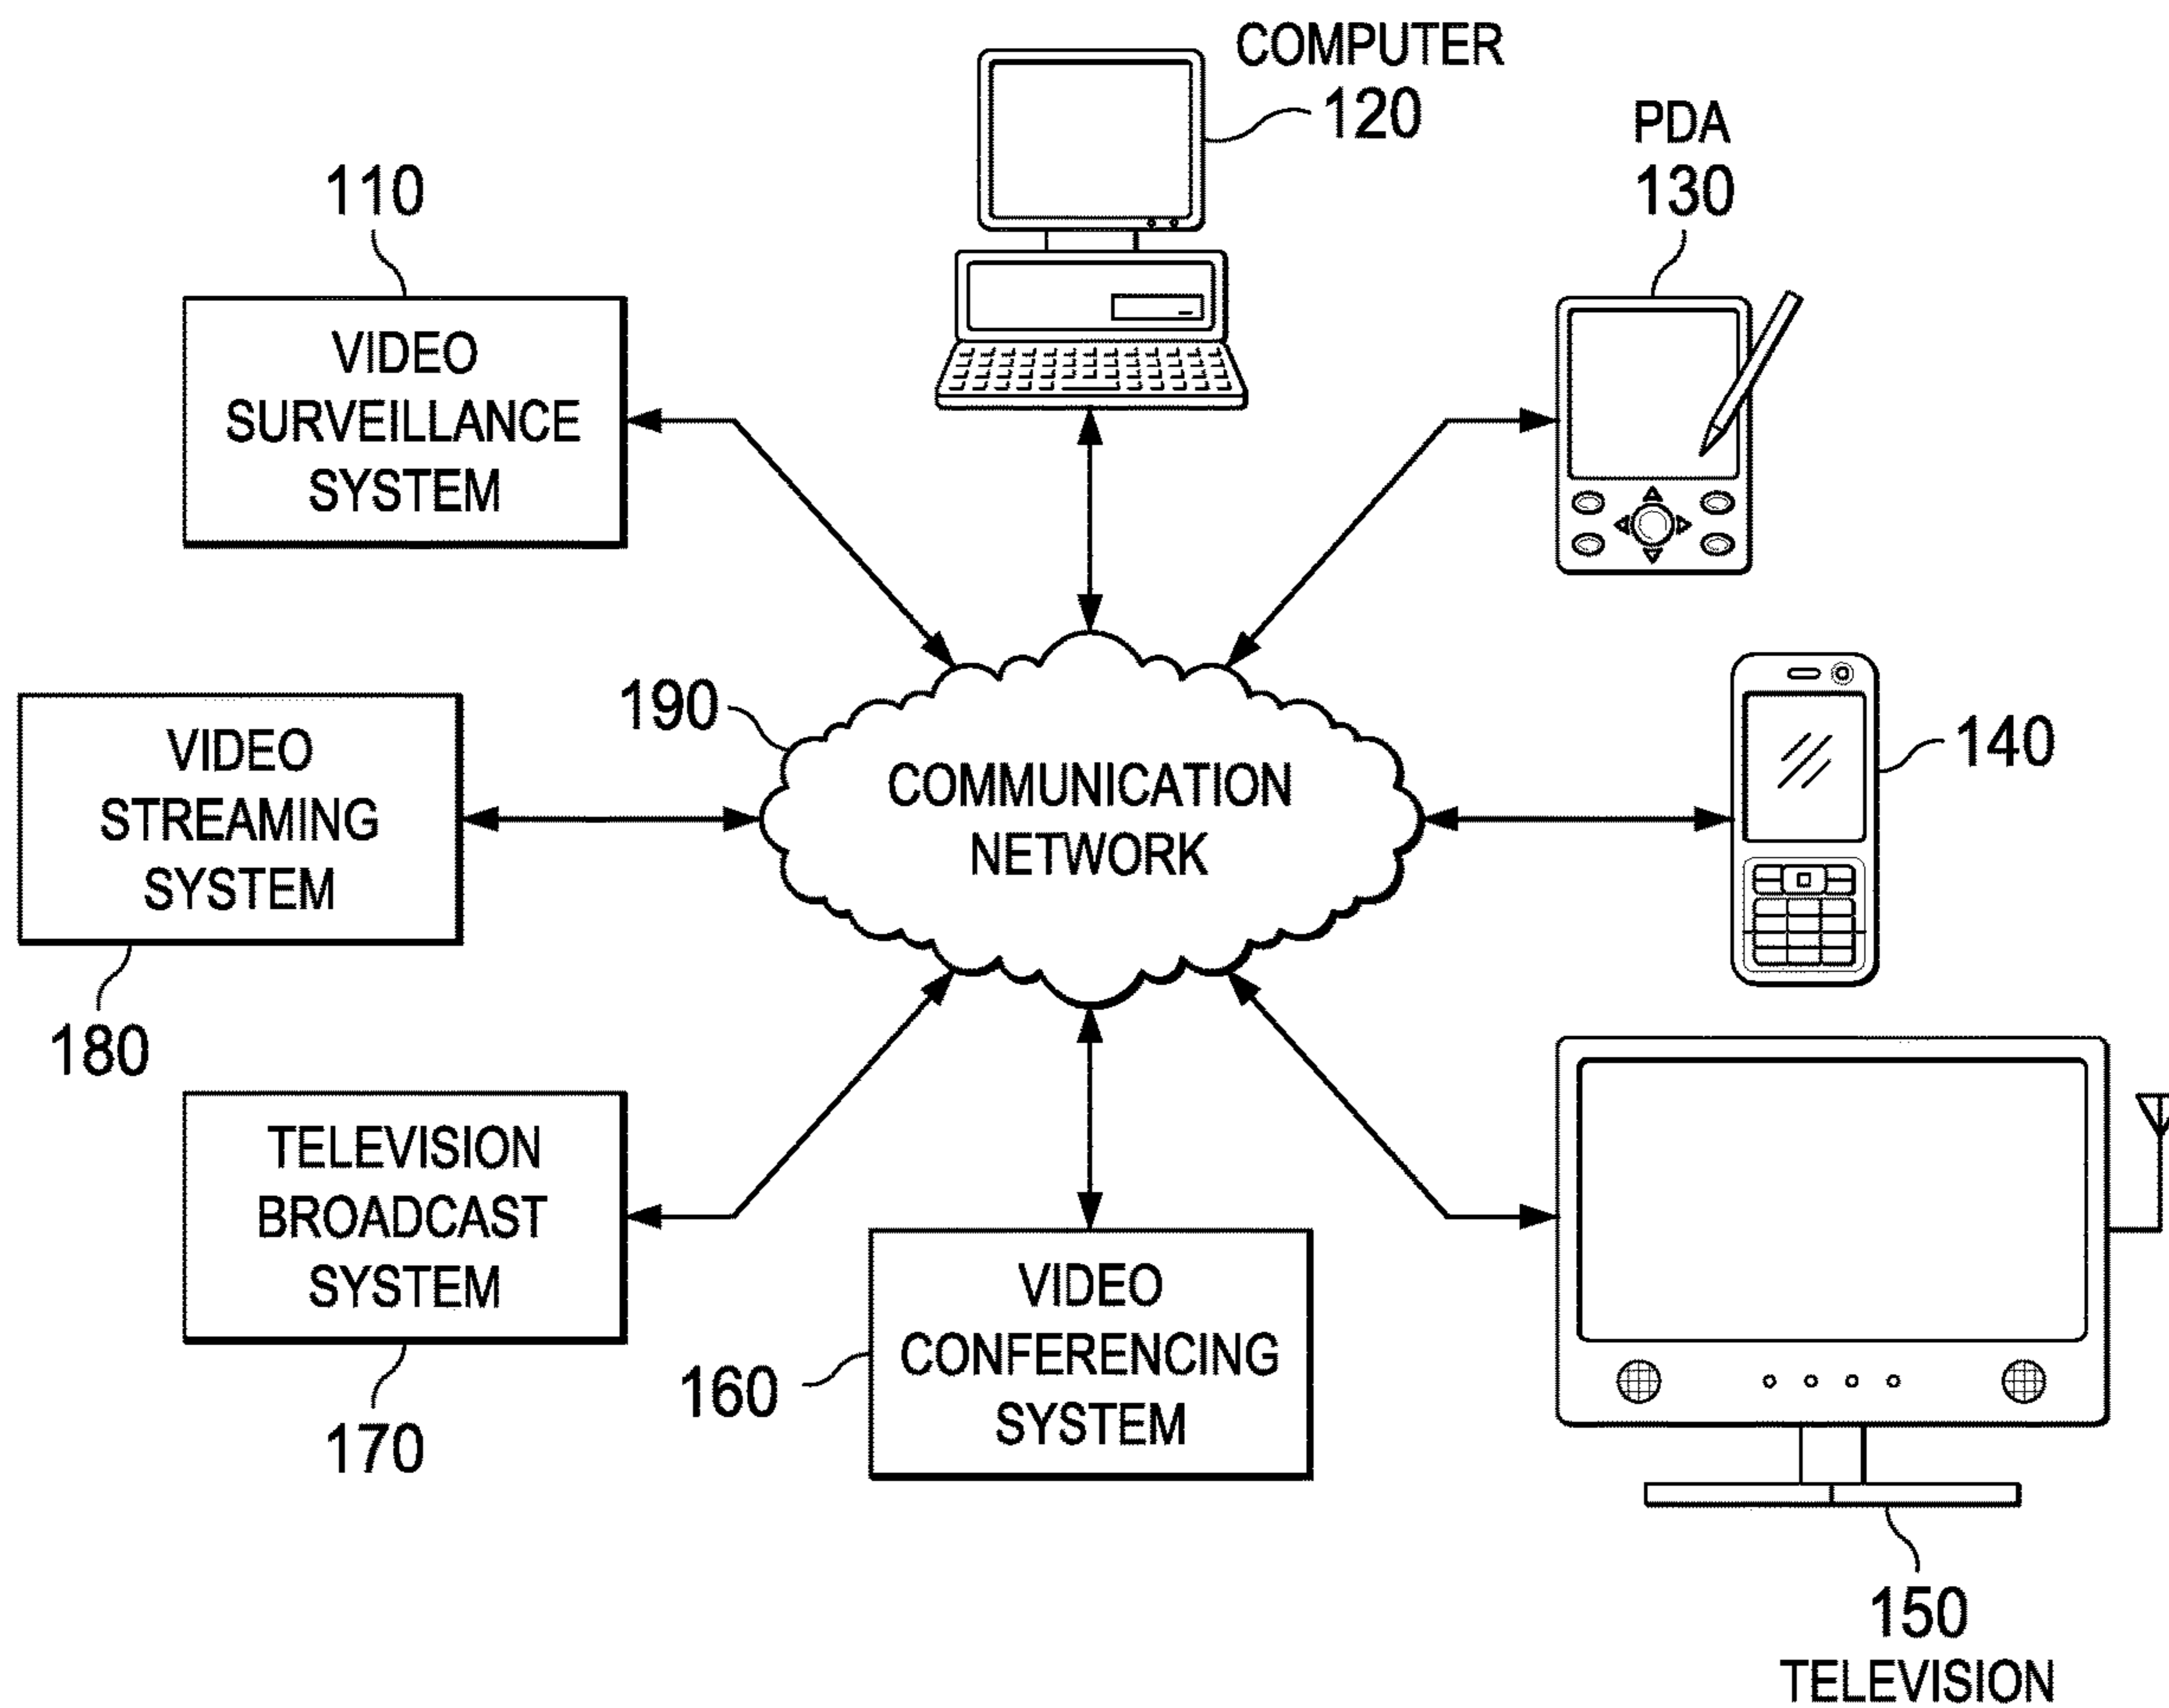 COMPUTER
120
PDA
130
110
VIDEO
SURVEILLANCE
SYSTEM
190
COMMUNICATION
NETWORK
140
VIDEO
STREAMING
SYSTEM
180
TELEVISION
BROADCAST
SYSTEM
170
VIDEO
CONFERENCING
SYSTEM
160
150
TELEVISION